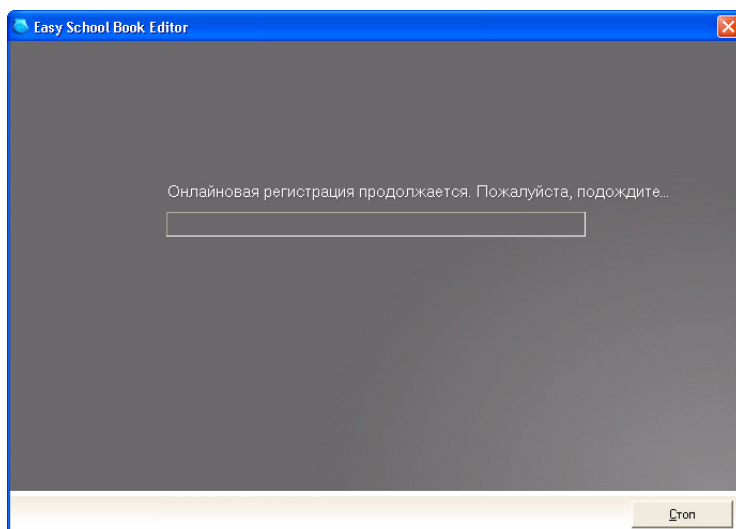 Easy School Book Editor
Онлайновая регистрация продолжается. Пожалуйста, подождите...
Стоп